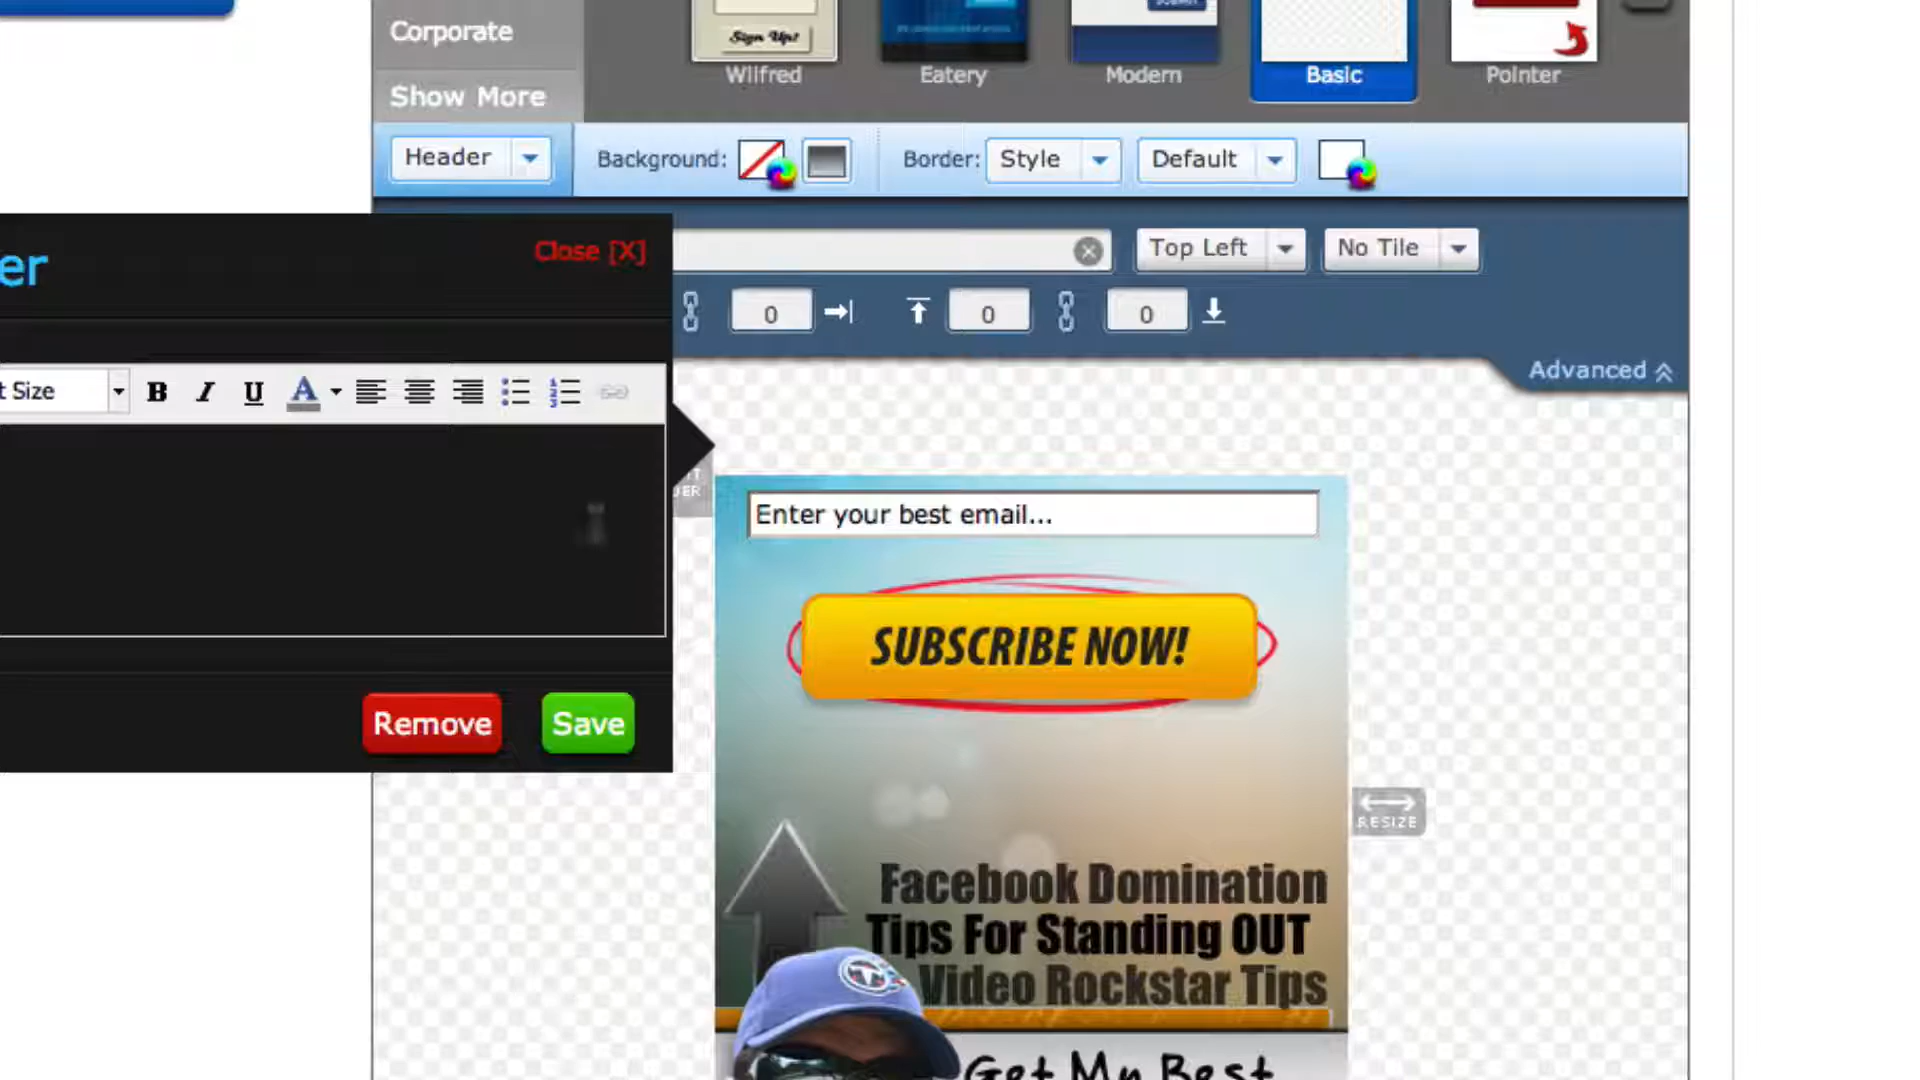 Corporate
Show More
Sign Up!
Wilfred
Eatery
Modern
Basic
Pointer
Header
Background:
Border:
Style
Default
er
Close [X]
Top Left
No Tile
0
0
0
Advanced
t Size
B I U A
Enter your best email...
SUBSCRIBE NOW!
Remove
Save
RESIZE
Facebook Domination
Tips For Standing OUT
Video Rockstar Tips
Get My Best